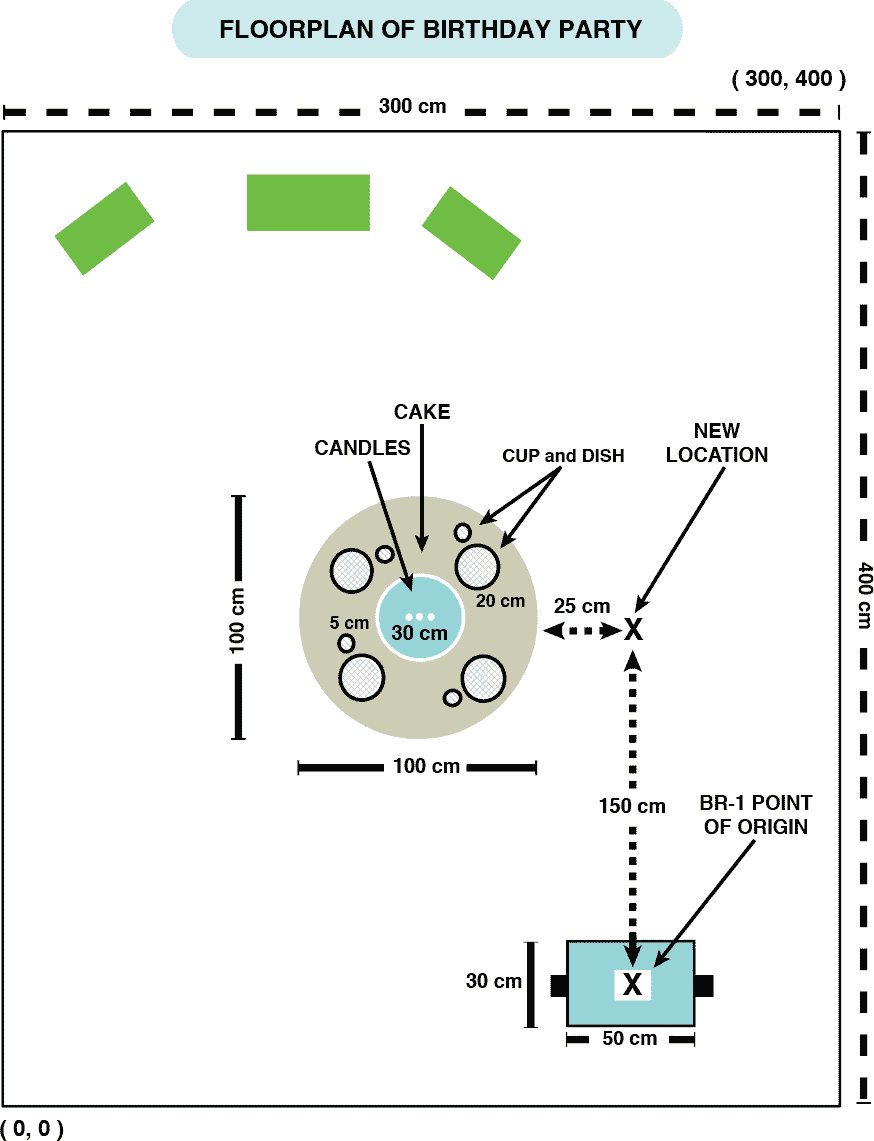 FLOORPLAN OF BIRTHDAY PARTY
( 300, 400 )
300 cm
CAKE
CANDLES
CUP and DISH
NEW
LOCATION
400 cm
100 cm
20 cm
25 cm
X
5 cm
30 cm
100 cm
150 cm
BR-1 POINT
OF ORIGIN
30 cm
X
50 cm
( 0, 0 )